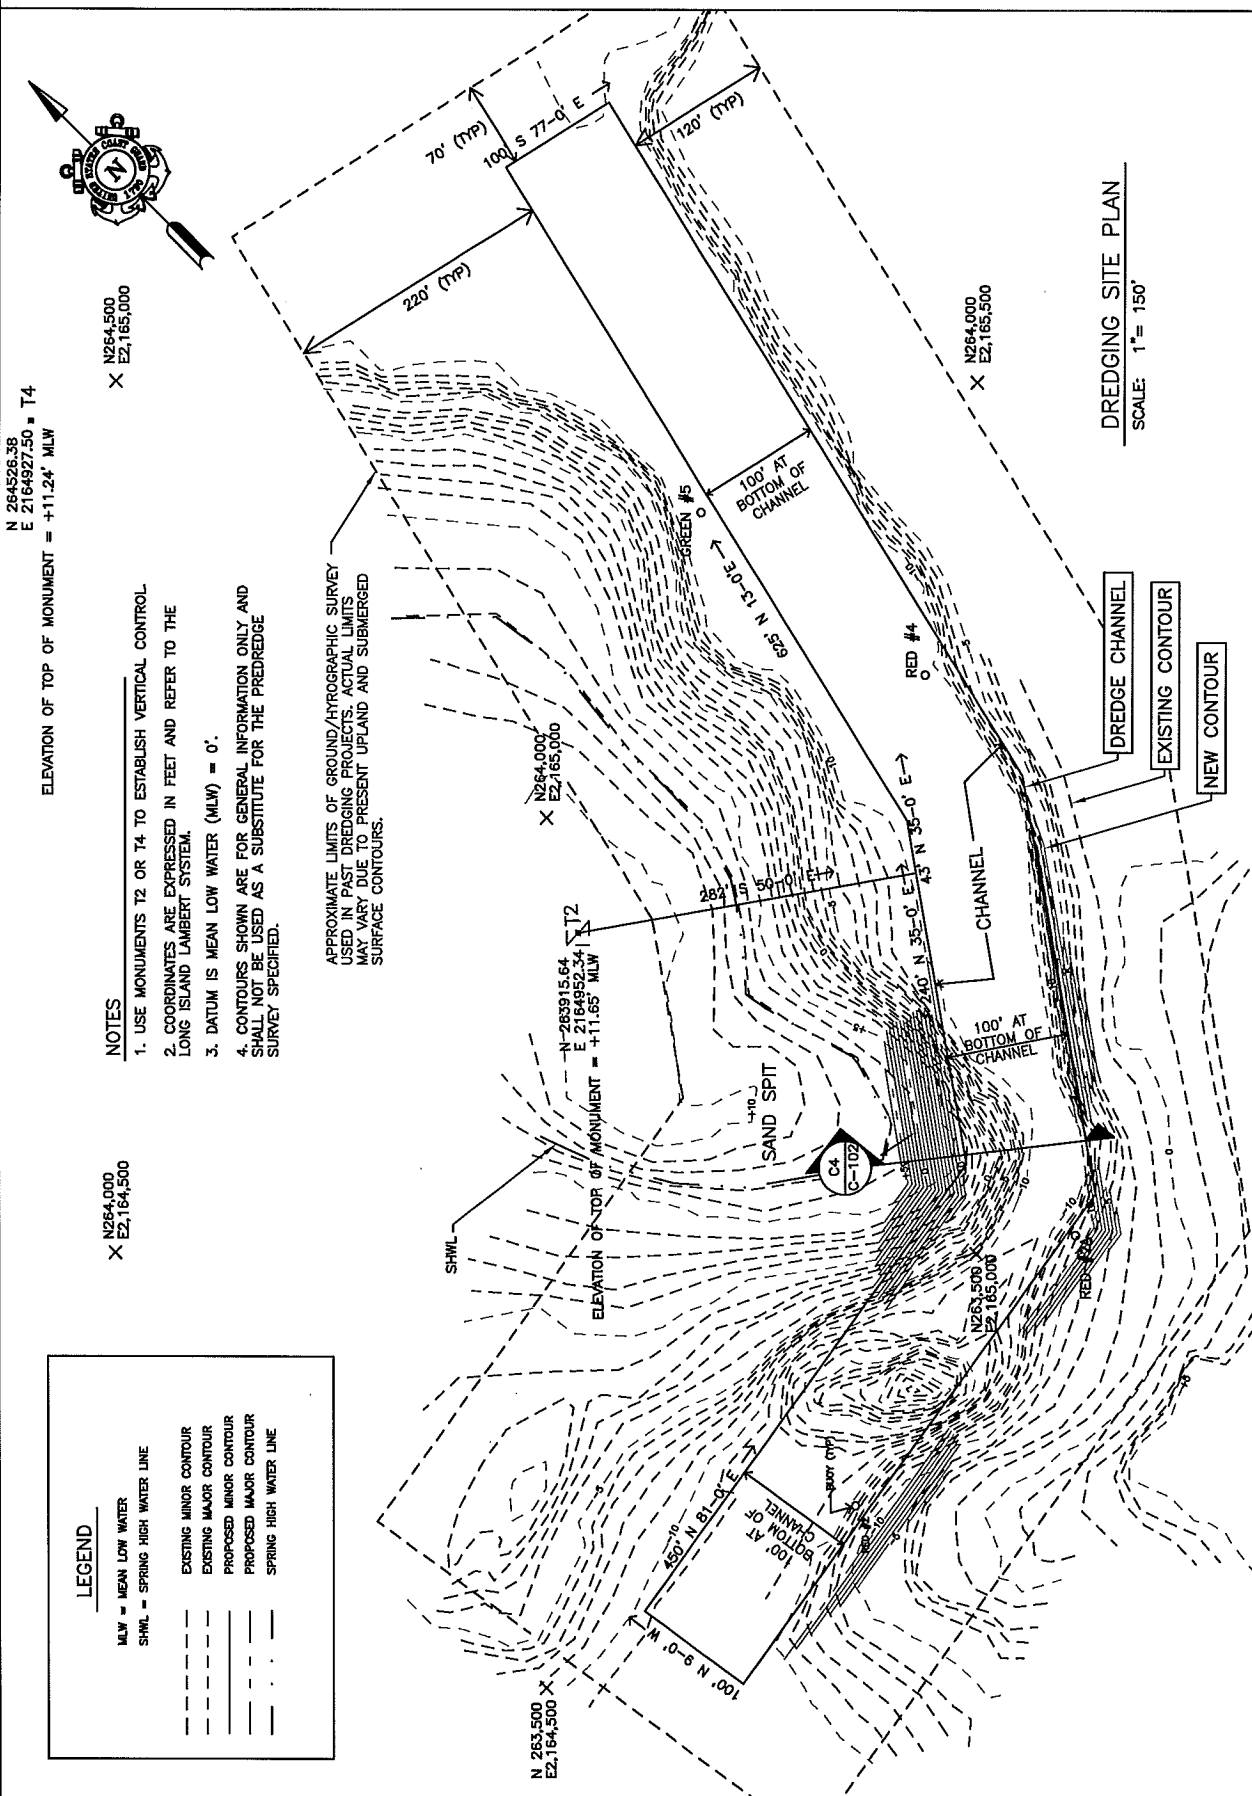 N 264526.38
E 2164927.50 = T4
ELEVATION OF TOP OF MONUMENT = +11.24' MLW
N
UNITED STATES COAST GUARD
1790
N264,500
E2,165,000
NOTES
1. USE MONUMENTS T2 OR T4 TO ESTABLISH VERTICAL CONTROL.
2. COORDINATES ARE EXPRESSED IN FEET AND REFER TO THE
LONG ISLAND LAMBERT SYSTEM.
3. DATUM IS MEAN LOW WATER (MLW) = 0'.
4. CONTOURS SHOWN ARE FOR GENERAL INFORMATION ONLY AND
SHALL NOT BE USED AS A SUBSTITUTE FOR THE PREDREDGE
SURVEY SPECIFIED.
APPROXIMATE LIMITS OF GROUND/HYROGRAPHIC SURVEY
USED IN PAST DREDGING PROJECTS. ACTUAL LIMITS
MAY VARY DUE TO PRESENT UPLAND AND SUBMERGED
SURFACE CONTOURS.
N264,000
E2,164,500
LEGEND
MLW = MEAN LOW WATER
SHWL = SPRING HIGH WATER LINE
EXISTING MINOR CONTOUR
EXISTING MAJOR CONTOUR
PROPOSED MINOR CONTOUR
PROPOSED MAJOR CONTOUR
SPRING HIGH WATER LINE
70' (TYP)
100' S 77-0' E
120' (TYP)
220' (TYP)
100' AT
BOTTOM OF
CHANNEL
GREEN #5
625' N 13-0'E
RED #4
N264,000
E2,165,500
N264,000
E2,165,000
T2
N 263915.64
E 2164952.34
ELEVATION OF TOP OF MONUMENT = +11.65' MLW
282' S 50-0' E
43' N 35-0' E
240' N 35-0' E
CHANNEL
100' AT
BOTTOM OF
CHANNEL
SAND SPIT
+10
C4
C-102
SHWL
N263,500
E2,165,000
450' N 81-0' E
100' AT
BOTTOM OF
CHANNEL
BUOY (TYP)
100' N 9-0' W
N 263,500
E2,164,500
DREDGE CHANNEL
EXISTING CONTOUR
NEW CONTOUR
DREDGING SITE PLAN
SCALE: 1"= 150'